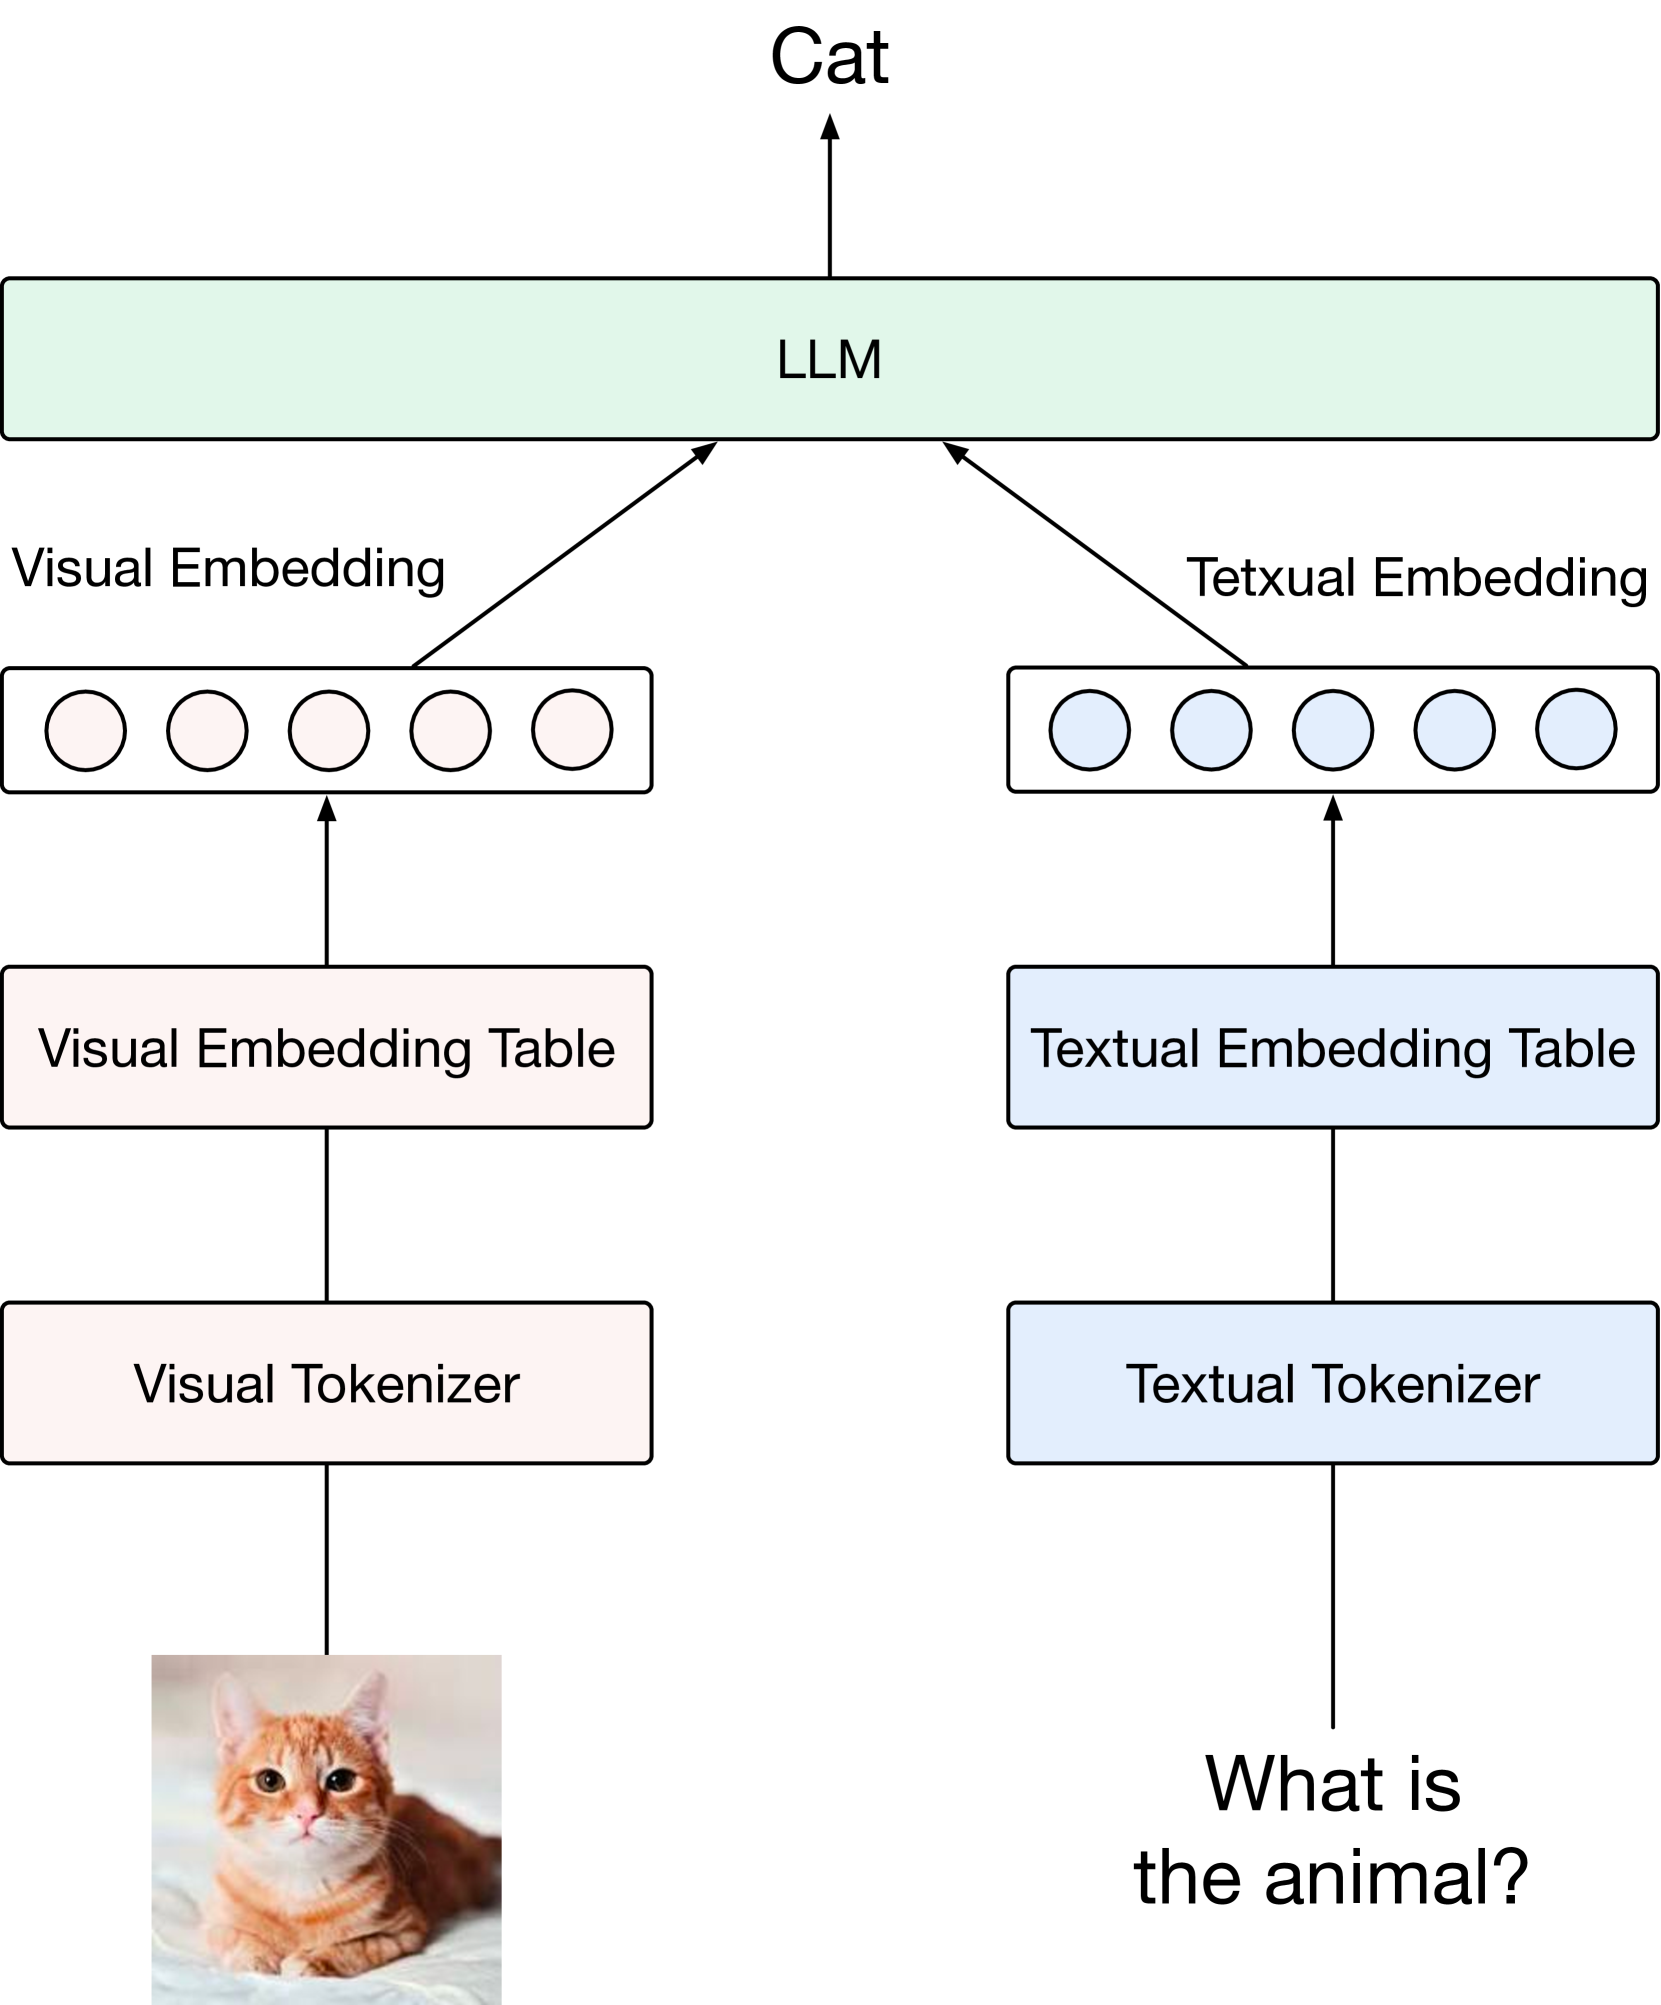 Cat
LLM
Visual Embedding
Tetxual Embedding
Visual Embedding Table
Textual Embedding Table
Visual Tokenizer
Textual Tokenizer
What is
the animal?